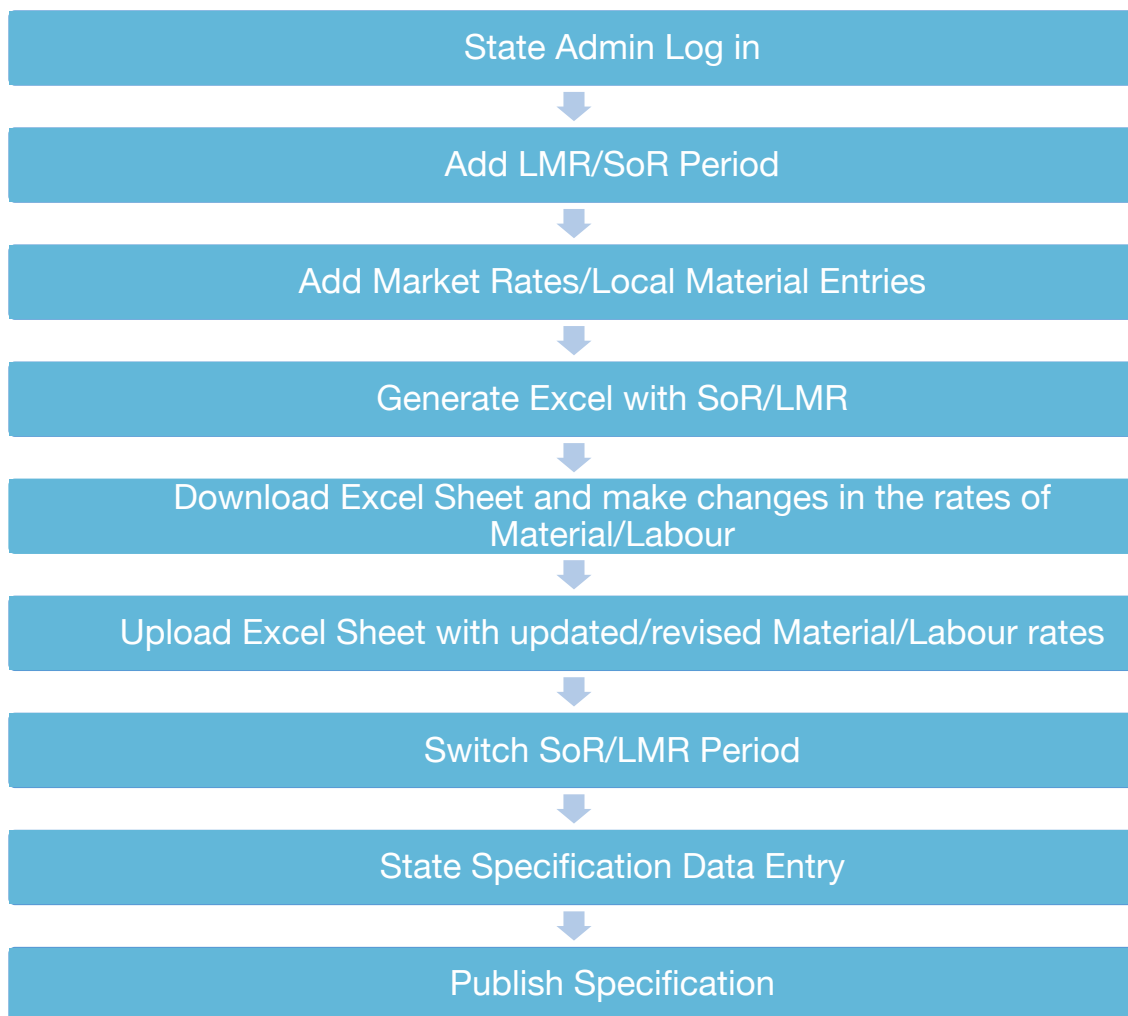 State Admin Log in
Add LMR/SoR Period
Add Market Rates/Local Material Entries
Generate Excel with SoR/LMR
Download Excel Sheet and make changes in the rates of
Material/Labour
Upload Excel Sheet with updated/revised Material/Labour rates
Switch SoR/LMR Period
State Specification Data Entry
Publish Specification